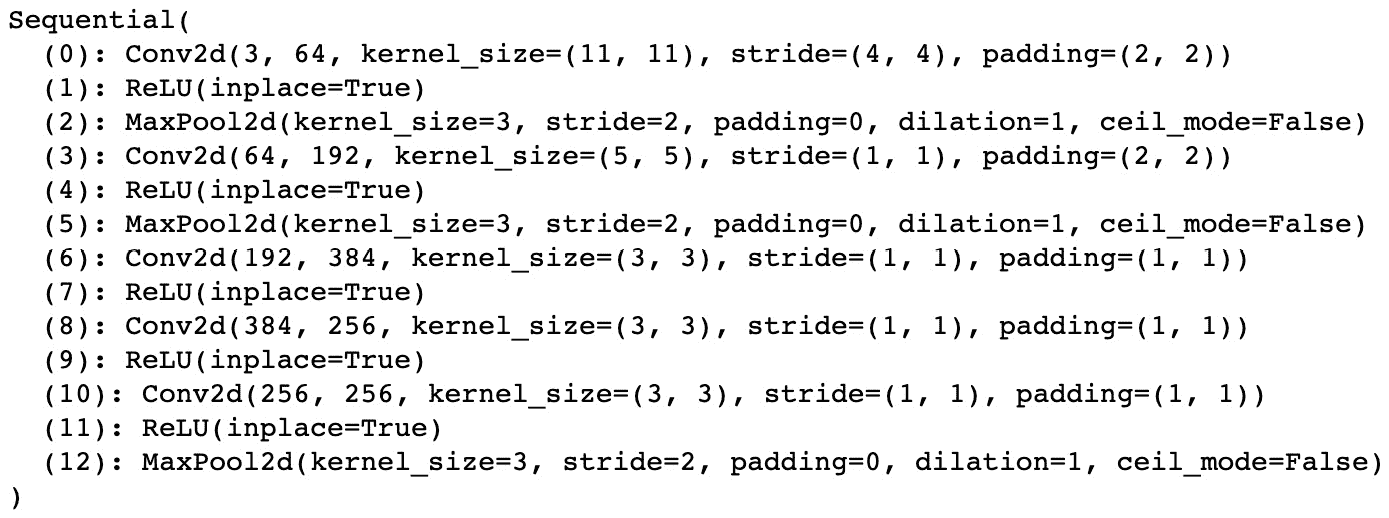 Sequential(
  (0): Conv2d(3, 64, kernel_size=(11, 11), stride=(4, 4), padding=(2, 2))
  (1): ReLU(inplace=True)
  (2): MaxPool2d(kernel_size=3, stride=2, padding=0, dilation=1, ceil_mode=False)
  (3): Conv2d(64, 192, kernel_size=(5, 5), stride=(1, 1), padding=(2, 2))
  (4): ReLU(inplace=True)
  (5): MaxPool2d(kernel_size=3, stride=2, padding=0, dilation=1, ceil_mode=False)
  (6): Conv2d(192, 384, kernel_size=(3, 3), stride=(1, 1), padding=(1, 1))
  (7): ReLU(inplace=True)
  (8): Conv2d(384, 256, kernel_size=(3, 3), stride=(1, 1), padding=(1, 1))
  (9): ReLU(inplace=True)
  (10): Conv2d(256, 256, kernel_size=(3, 3), stride=(1, 1), padding=(1, 1))
  (11): ReLU(inplace=True)
  (12): MaxPool2d(kernel_size=3, stride=2, padding=0, dilation=1, ceil_mode=False)
)